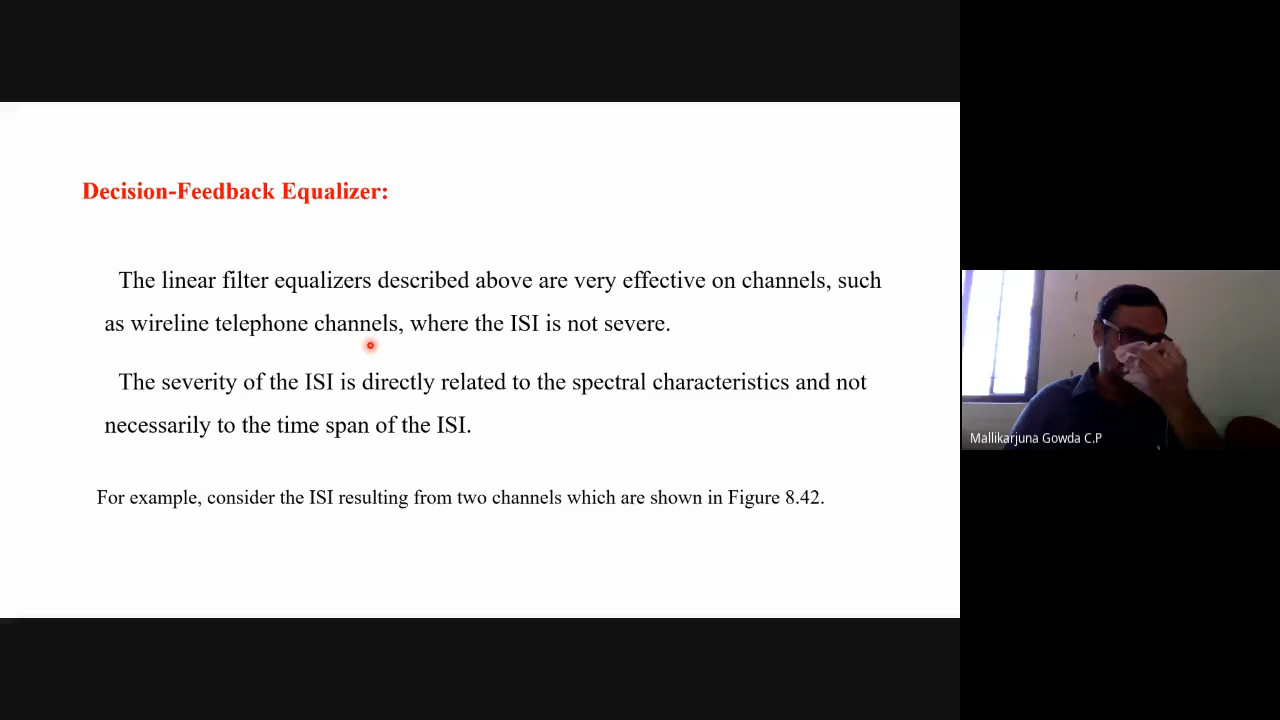 Decision-Feedback Equalizer:
The linear filter equalizers described above are very effective on channels, such
as wireline telephone channels, where the ISI is not severe.
The severity of the ISI is directly related to the spectral characteristics and not
necessarily to the time span of the ISI.
For example, consider the ISI resulting from two channels which are shown in Figure 8.42.
Mallikarjuna Gowda C.P